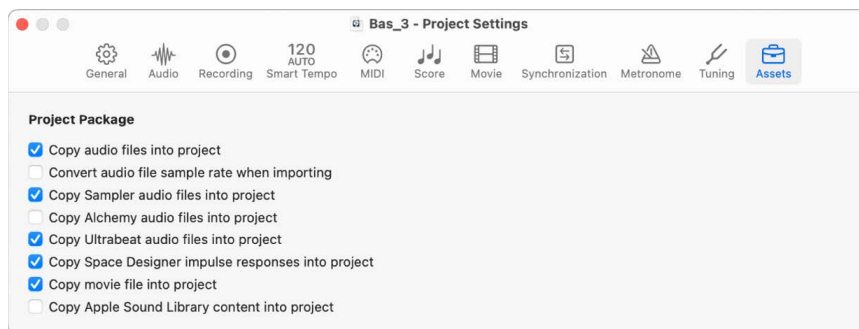 Bas_3 - Project Settings
120
AUTO
General Audio Recording Smart Tempo MIDI Score Movie Synchronization Metronome Tuning Assets
Project Package
Copy audio files into project
Convert audio file sample rate when importing
Copy Sampler audio files into project
Copy Alchemy audio files into project
Copy Ultrabeat audio files into project
Copy Space Designer impulse responses into project
Copy movie file into project
Copy Apple Sound Library content into project